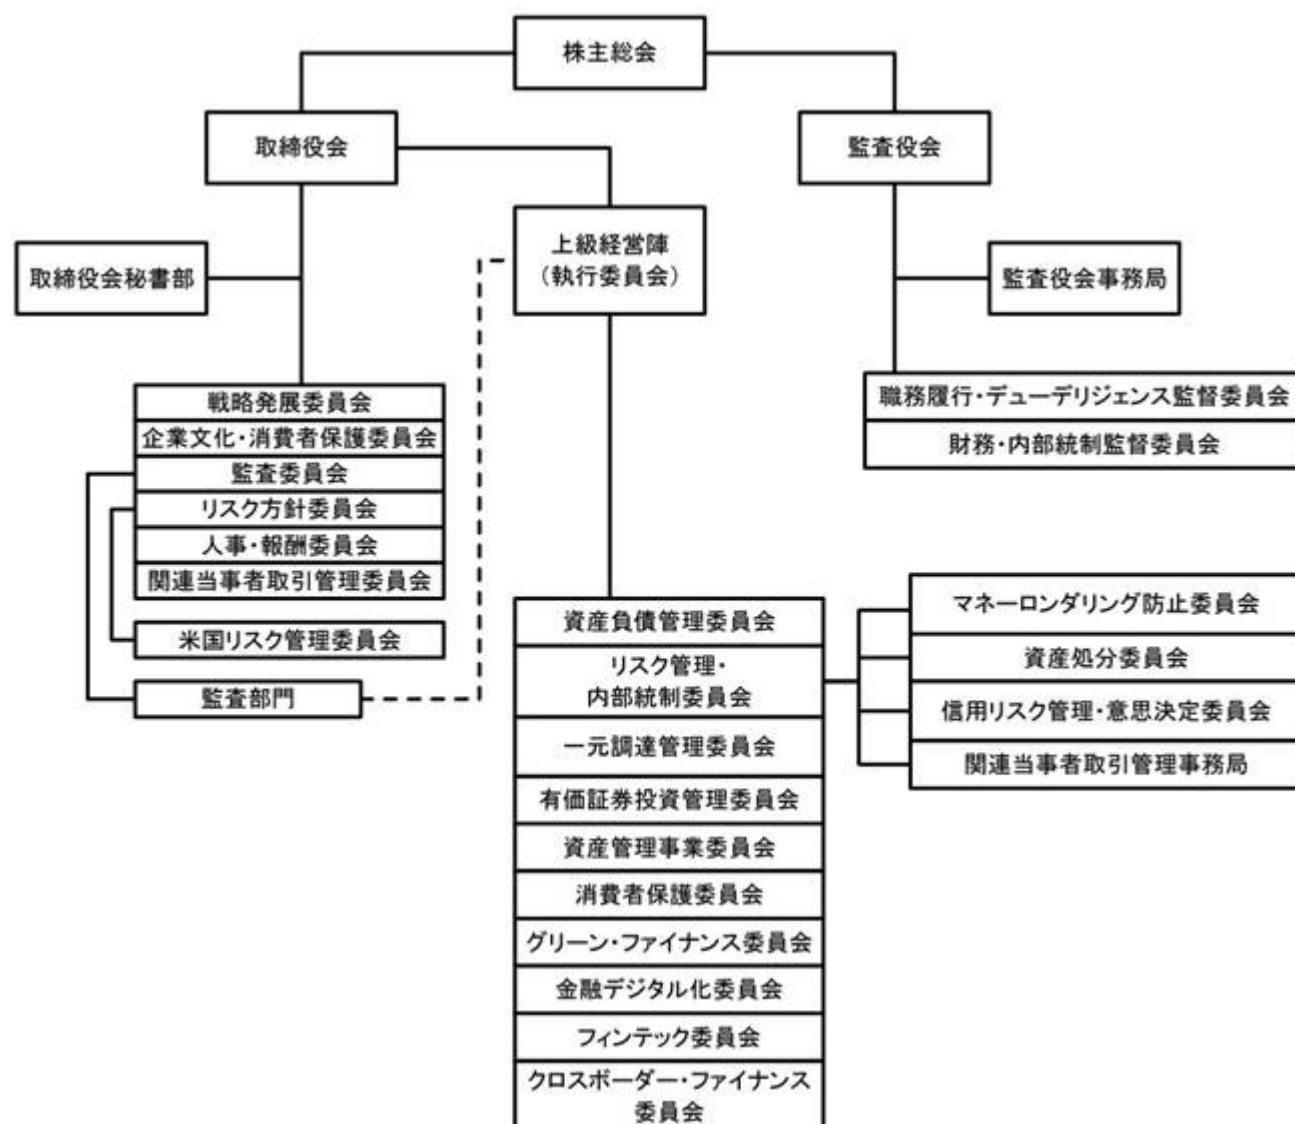 株主総会
取締役会
監査役会
上級経営陣
（執行委員会）
取締役会秘書部
監査役会事務局
戦略発展委員会
企業文化・消費者保護委員会
監査委員会
リスク方針委員会
人事・報酬委員会
関連当事者取引管理委員会
米国リスク管理委員会
監査部門
職務履行・デューデリジェンス監督委員会
財務・内部統制監督委員会
資産負債管理委員会
リスク管理・
内部統制委員会
一元調達管理委員会
有価証券投資管理委員会
資産管理事業委員会
消費者保護委員会
グリーン・ファイナンス委員会
金融デジタル化委員会
フィンテック委員会
クロスボーダー・ファイナンス
委員会
マネーロンダリング防止委員会
資産処分委員会
信用リスク管理・意思決定委員会
関連当事者取引管理事務局